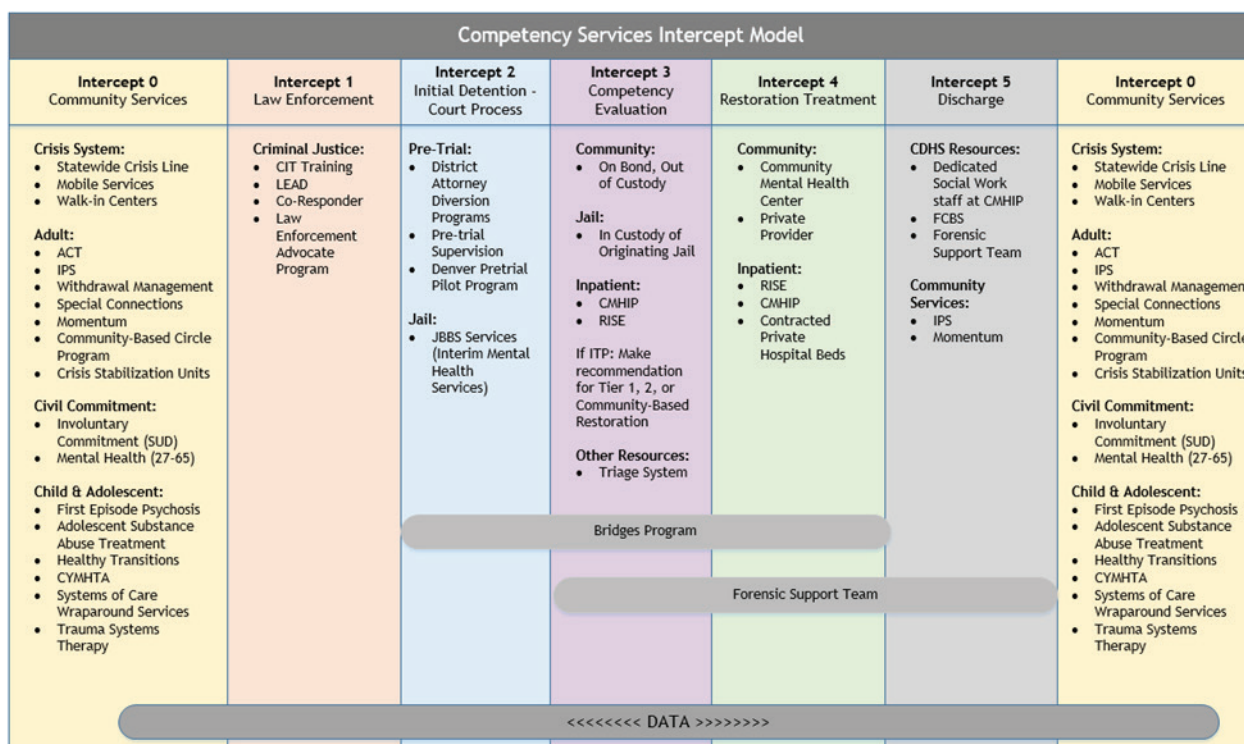 Competency Services Intercept Model
Intercept 0
Community Services
Crisis System:
• Statewide Crisis Line
• Mobile Services
• Walk-in Centers
Adult:
• ACT
• IPS
• Withdrawal Management
• Special Connections
• Momentum
• Community-Based Circle
Program
• Crisis Stabilization Units
Civil Commitment:
• Involuntary
Commitment (SUD)
• Mental Health (27-65)
Child & Adolescent:
• First Episode Psychosis
• Adolescent Substance
Abuse Treatment
• Healthy Transitions
• CYMHTA
• Systems of Care
Wraparound Services
• Trauma Systems
Therapy
Intercept 1
Law Enforcement
Criminal Justice:
• CIT Training
• LEAD
• Co-Responder
• Law
Enforcement
Advocate
Program
Intercept 2
Initial Detention -
Court Process
Pre-Trial:
• District
Attorney
Diversion
Programs
• Pre-trial
Supervision
• Denver Pretrial
Pilot Program
Jail:
• JBBS Services
(Interim Mental
Health
Services)
Intercept 3
Competency
Evaluation
Community:
• On Bond, Out
of Custody
Jail:
• In Custody of
Originating Jail
Inpatient:
• CMHIP
• RISE
If ITP: Make
recommendation
for Tier 1, 2, or
Community-Based
Restoration
Other Resources:
• Triage System
Intercept 4
Restoration Treatment
Community:
• Community
Mental Health
Center
• Private
Provider
Inpatient:
• RISE
• CMHIP
• Contracted
Private
Hospital Beds
Intercept 5
Discharge
CDHS Resources:
• Dedicated
Social Work
staff at CMHIP
• FCBS
• Forensic
Support Team
Community
Services:
• IPS
• Momentum
Intercept 0
Community Services
Crisis System:
• Statewide Crisis Line
• Mobile Services
• Walk-in Centers
Adult:
• ACT
• IPS
• Withdrawal Management
• Special Connections
• Momentum
• Community-Based Circle
Program
• Crisis Stabilization Units
Civil Commitment:
• Involuntary
Commitment (SUD)
• Mental Health (27-65)
Child & Adolescent:
• First Episode Psychosis
• Adolescent Substance
Abuse Treatment
• Healthy Transitions
• CYMHTA
• Systems of Care
Wraparound Services
• Trauma Systems
Therapy
Bridges Program
Forensic Support Team
<<<<<<<< DATA >>>>>>>>